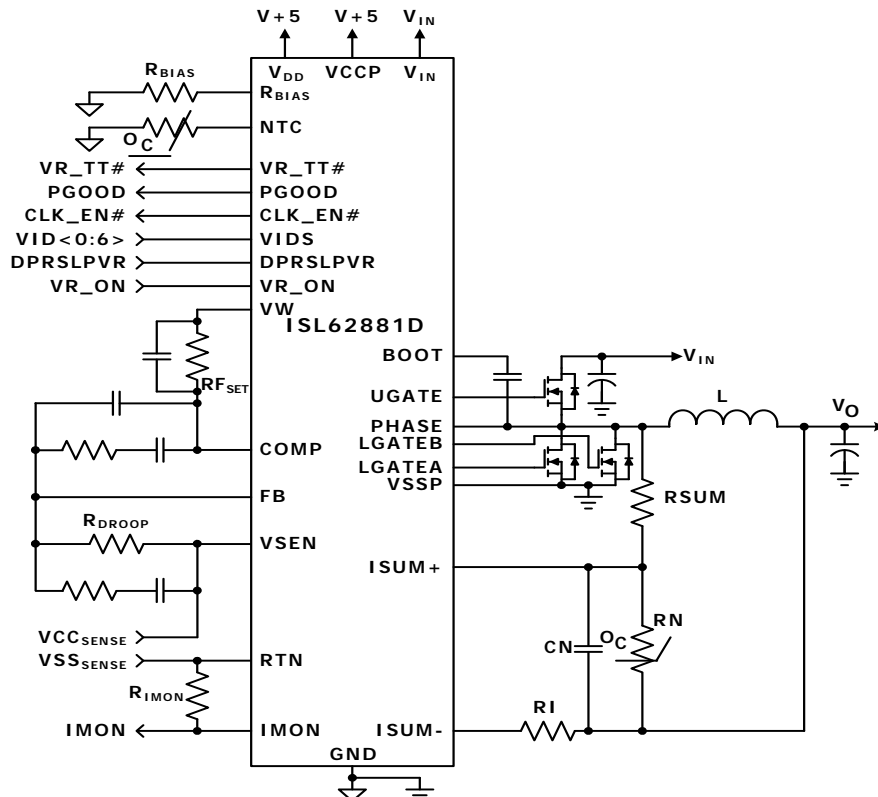 V+5 V+5 VIN
VDD VCCP VIN
RBIAS
RBIAS
NTC
OC
VR_TT# VR_TT#
PGOOD PGOOD
CLK_EN# CLK_EN#
VID<0:6> VIDS
DPRSLPVR DPRSLPVR
VR_ON VR_ON
VW
ISL62881D
BOOT
VIN
RFSET
UGATE
L
VO
PHASE
COMP
LGATEB
LGATEA
VSSP
FB
RSUM
RDROOP
VSEN
ISUM+
RN
OC
CN
VCCSENSE
VSSSENSE RTN
RIMON
RI
IMON IMON
ISUM-
GND